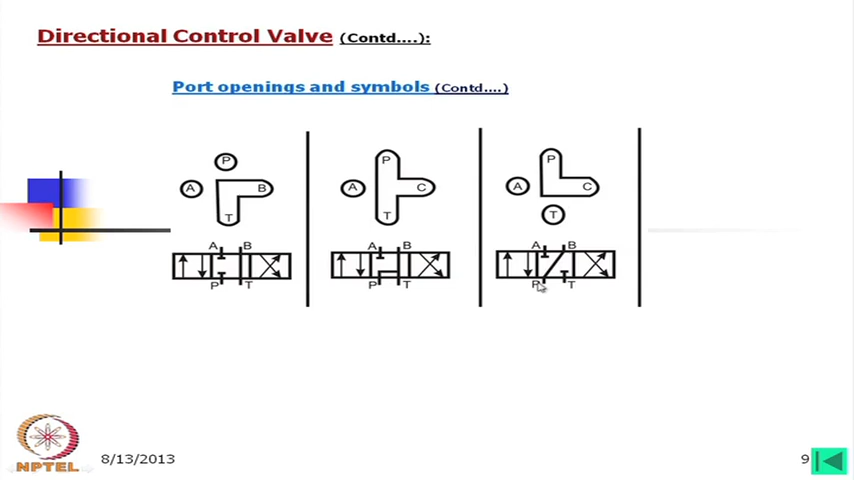 Directional Control Valve (Contd....):
Port openings and symbols (Contd....)
P
A B
T
A B
P T
P
A C
T
A B
P T
P
A C
T
A B
P T
NPTEL
8/13/2013
9